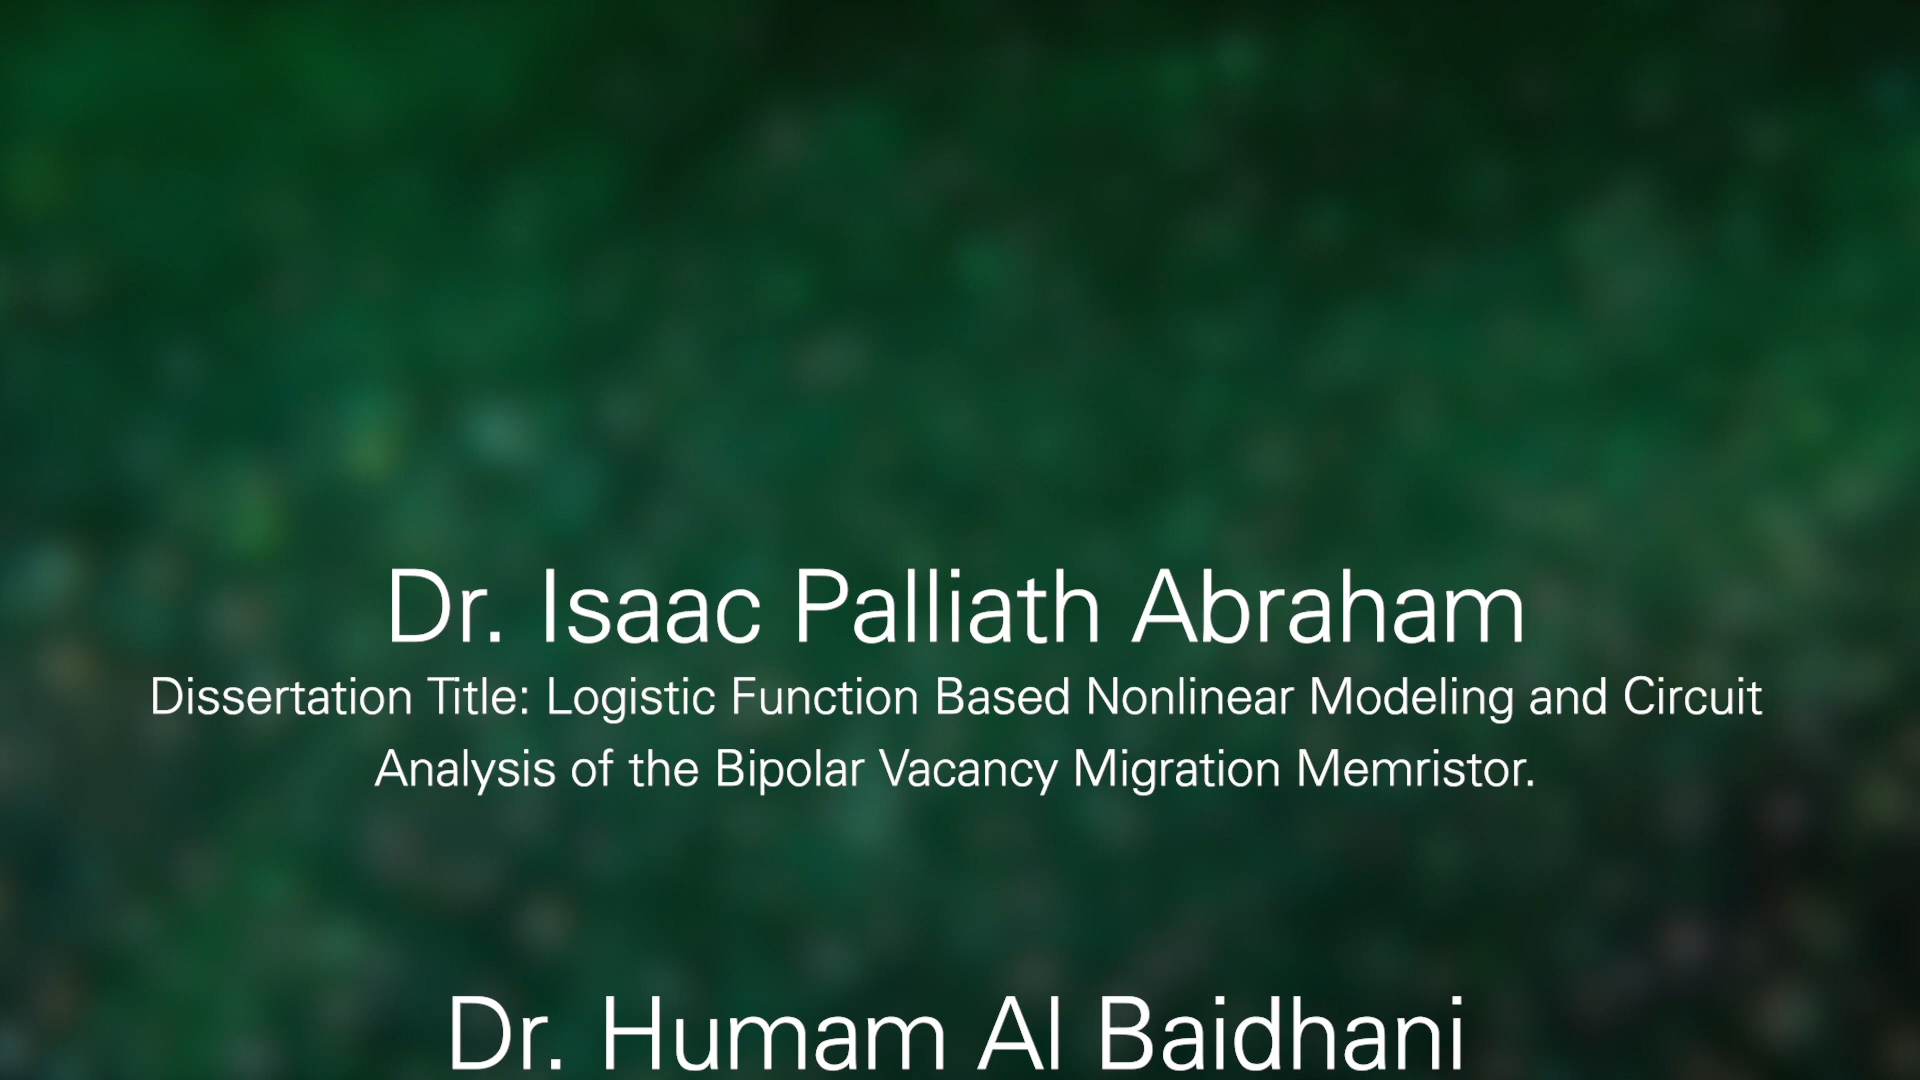 Dr. Isaac Palliath Abraham
Dissertation Title: Logistic Function Based Nonlinear Modeling and Circuit
Analysis of the Bipolar Vacancy Migration Memristor.
Dr. Humam Al Baidhani